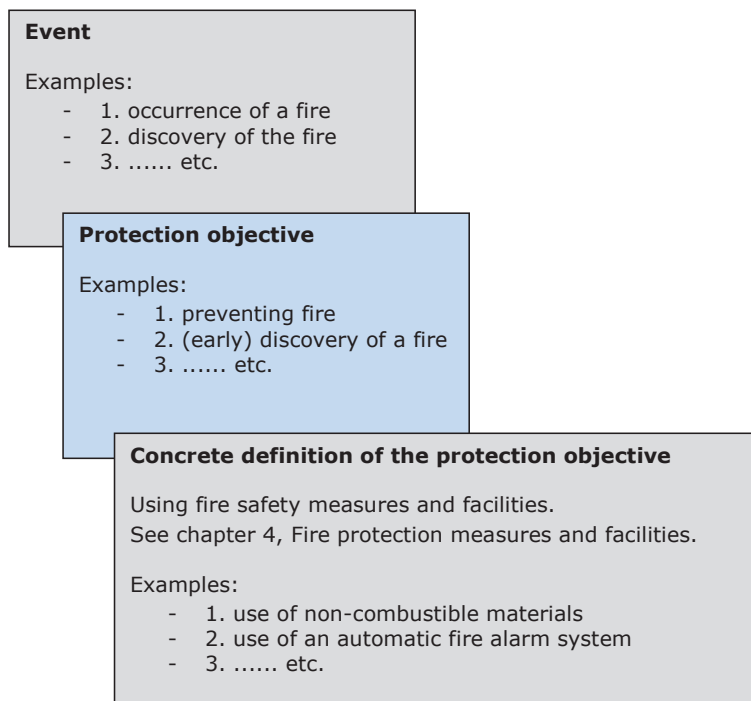 Event
Examples:
- 1. occurrence of a fire
- 2. discovery of the fire
- 3. ...... etc.
Protection objective
Examples:
- 1. preventing fire
- 2. (early) discovery of a fire
- 3. ...... etc.
Concrete definition of the protection objective
Using fire safety measures and facilities.
See chapter 4, Fire protection measures and facilities.
Examples:
- 1. use of non-combustible materials
- 2. use of an automatic fire alarm system
- 3. ...... etc.